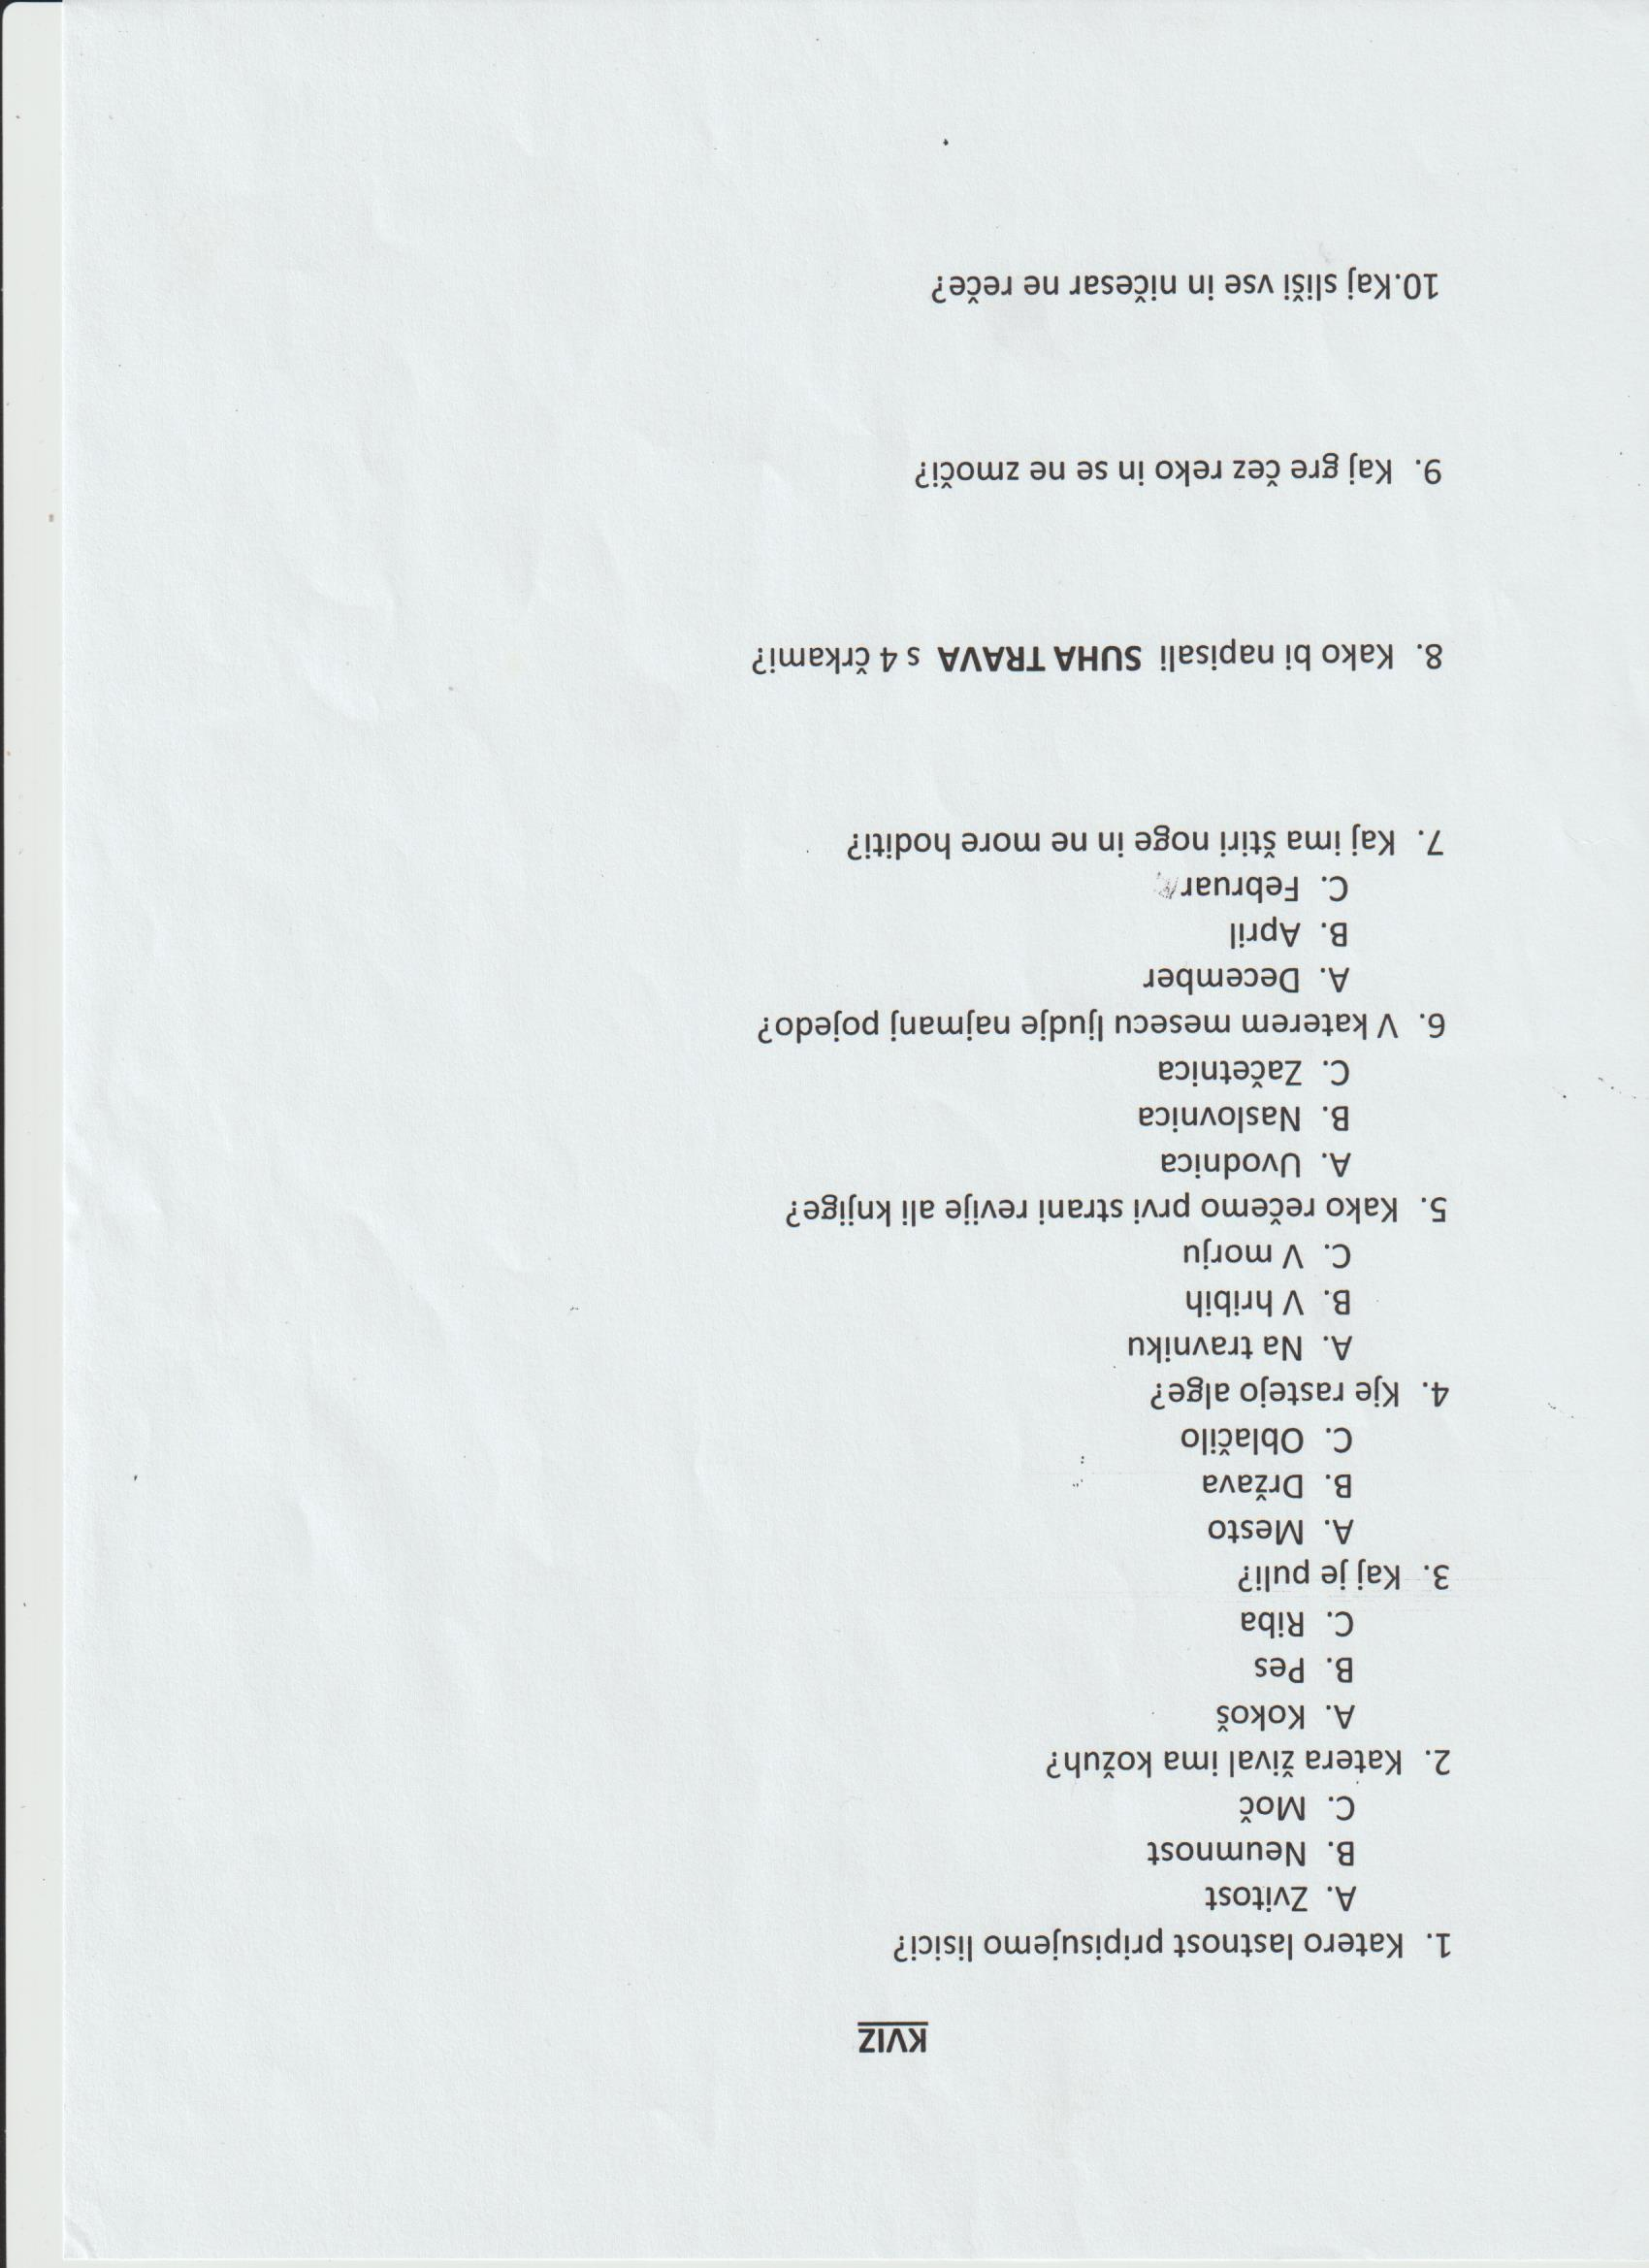 KVIZ
1. Katero lastnost pripisujemo lisici?
A. Zvitost
B. Neumnost
C. Moč
2. Katera žival ima kožuh?
A. Kokoš
B. Pes
C. Riba
3. Kaj je puli?
A. Mesto
B. Država
C. Oblačilo
4. Kje rastejo alge?
A. Na travniku
B. V hribih
C. V morju
5. Kako rečemo prvi strani revije ali knjige?
A. Uvodnica
B. Naslovnica
C. Začetnica
6. V katerem mesecu ljudje najmanj pojedo?
A. December
B. April
C. Februar
7. Kaj ima štiri noge in ne more hoditi?
8. Kako bi napisali SUHA TRAVA s 4 črkami?
9. Kaj gre čez reko in se ne zmoči?
10.Kaj sliši vse in ničesar ne reče?